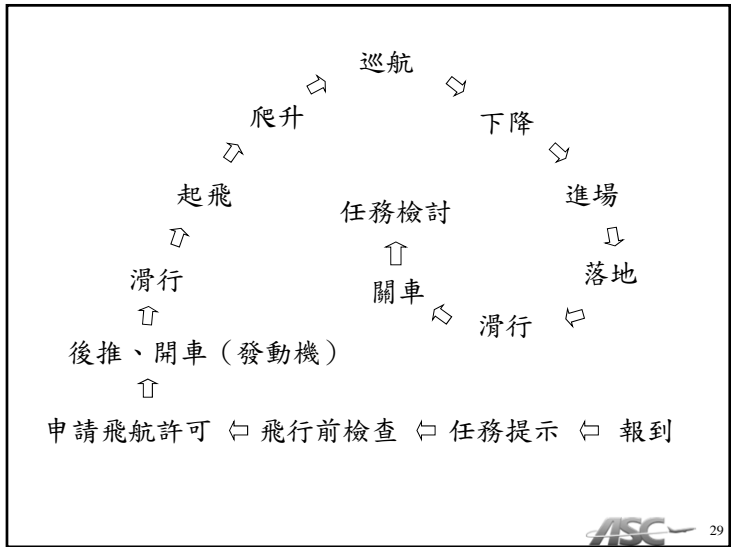 巡航
爬升
下降
起飛
進場
任務檢討
滑行
落地
關車
滑行
後推、開車（發動機）
申請飛航許可 ⇦ 飛行前檢查 ⇦ 任務提示 ⇦ 報到
ASC
29